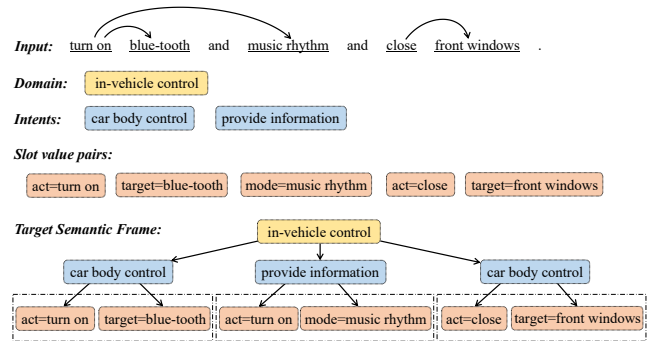 Input: turn on blue-tooth and music rhythm and close front windows .
Domain: in-vehicle control
Intents: car body control provide information
Slot value pairs:
act=turn on target=blue-tooth mode=music rhythm act=close target=front windows
Target Semantic Frame: in-vehicle control
car body control provide information car body control
act=turn on target=blue-tooth act=turn on mode=music rhythm act=close target=front windows